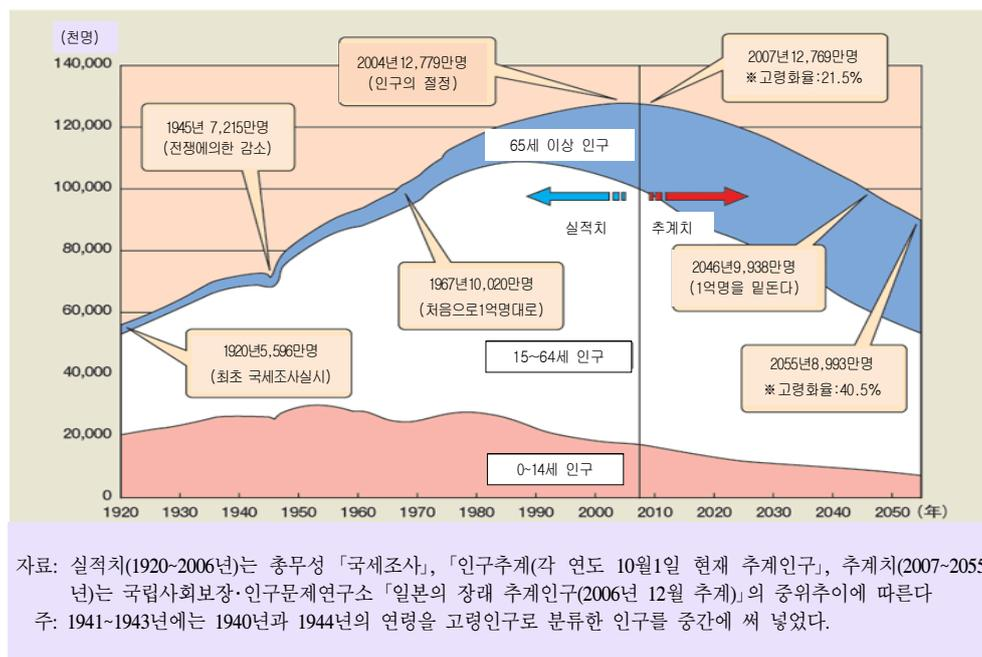 (천명)
140,000
120,000
100,000
80,000
60,000
40,000
20,000
0
1920 1930 1940 1950 1960 1970 1980 1990 2000 2010 2020 2030 2040 2050 (年)
2004년12,779만명
(인구의 절정)
2007년12,769만명
※고령화율:21.5%
1945년 7,215만명
(전쟁에의한 감소)
65세 이상 인구
실적치
추계치
1967년10,020만명
(처음으로1억명대로)
2046년9,938만명
(1억명을 밑돈다)
1920년5,596만명
(최초 국세조사실시)
15~64세 인구
2055년8,993만명
※고령화율:40.5%
0~14세 인구
자료: 실적치(1920~2006년)는 총무성 「국세조사」, 「인구추계(각 연도 10월1일 현재 추계인구」, 추계치(2007~2055
년)는 국립사회보장·인구문제연구소 「일본의 장래 추계인구(2006년 12월 추계)」의 중위추이에 따른다
주: 1941~1943년에는 1940년과 1944년의 연령을 고령인구로 분류한 인구를 중간에 써 넣었다.